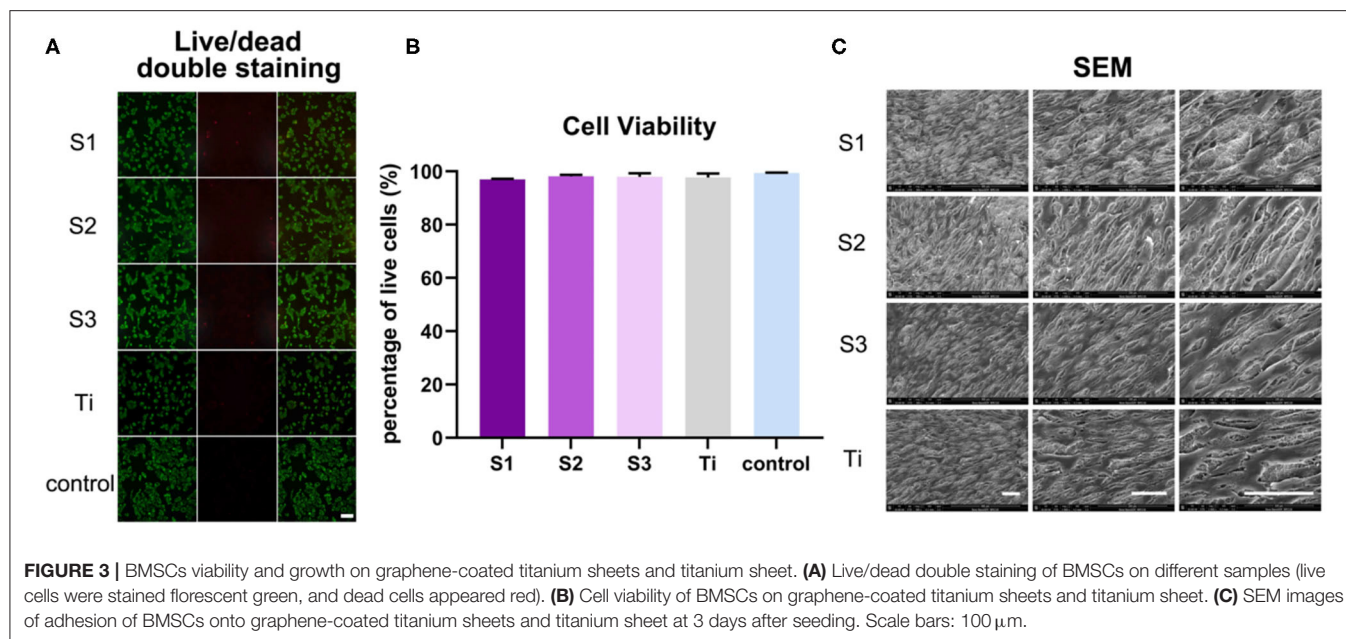 A
Live/dead
double staining
S1
S2
S3
Ti
control
B
Cell Viability
percentage of live cells (%)
100
80
60
40
20
0
S1 S2 S3 Ti control
C
SEM
S1
S2
S3
Ti
FIGURE 3 | BMSCs viability and growth on graphene-coated titanium sheets and titanium sheet. (A) Live/dead double staining of BMSCs on different samples (live
cells were stained florescent green, and dead cells appeared red). (B) Cell viability of BMSCs on graphene-coated titanium sheets and titanium sheet. (C) SEM images
of adhesion of BMSCs onto graphene-coated titanium sheets and titanium sheet at 3 days after seeding. Scale bars: 100 μm.